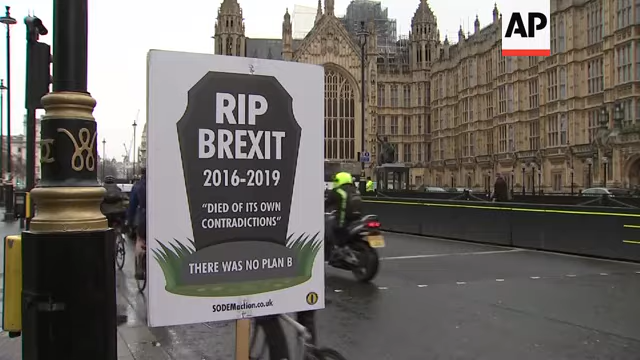 AP
RIP
BREXIT
2016-2019
"DIED OF ITS OWN
CONTRADICTIONS"
THERE WAS NO PLAN B
SODEMaction.co.uk